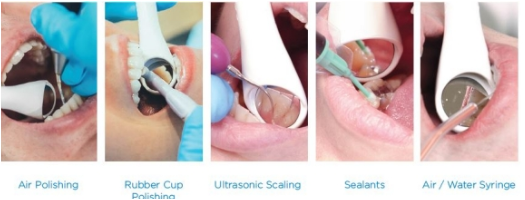 Air Polishing
Rubber Cup
Polishing
Ultrasonic Scaling
Sealants
Air / Water Syringe